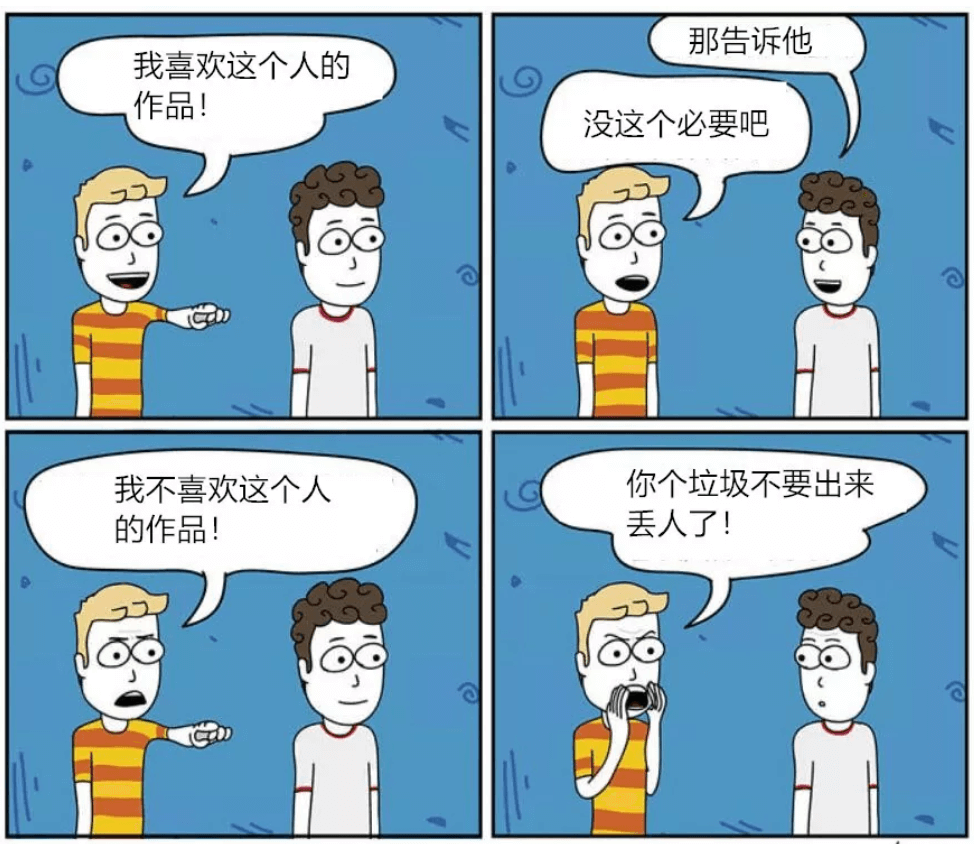 我喜欢这个人的
作品！
那告诉他
没这个必要吧
我不喜欢这个人
的作品！
你个垃圾不要出来
丢人了！